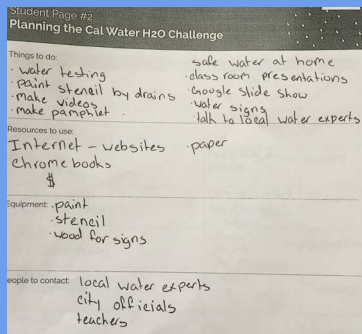 Student Page #2
Planning the Cal Water H2O Challenge
Things to do:
· water testing
· paint stencil by drains
· make videos
· make pamphlet
safe water at home
· class room presentations
· Google Slide Show
· Water signs
· talk to local water experts
Resources to use:
Internet - websites · paper
Chrome books
$
Equipment: · paint
· stencil
· wood for signs
eople to contact: local water experts
city officials
teachers